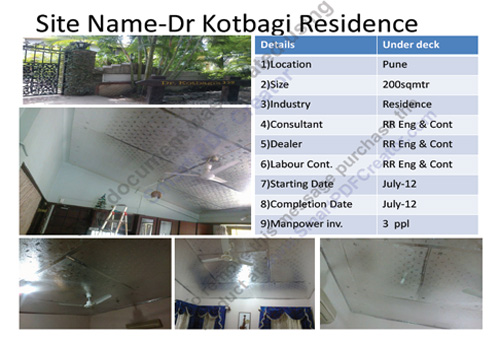 Site Name-Dr Kotbagi Residence
Details Under deck
1)Location Pune
2)Size 200sqmtr
3)Industry Residence
4)Consultant RR Eng & Cont
5)Dealer RR Eng & Cont
6)Labour Cont. RR Eng & Cont
7)Starting Date July-12
8)Completion Date July-12
9)Manpower inv. 3 ppl